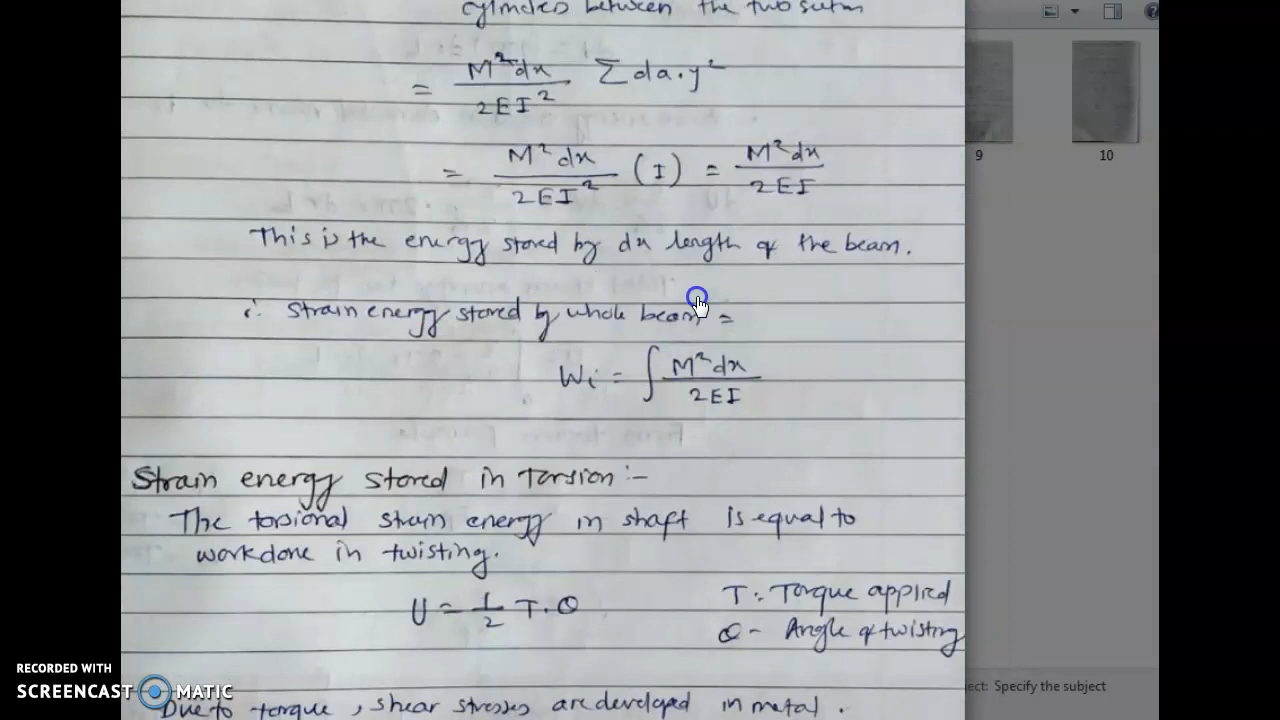 cylinders between the two section
= M²dx / 2EI² Σda.y²
= M²dx / 2EI² (I) = M²dx / 2EI
This is the energy stored by dx length of the beam.
∴ Strain energy stored by whole beam =
Wi = ∫ M²dx / 2EI
Strain energy stored in Torsion :-
The torsional strain energy in shaft is equal to
workdone in twisting.
U = 1/2 T.θ
T : Torque applied
θ - Angle of twisting
Due to torque, shear stresses are developed in metal.
9
10
ject: Specify the subject
RECORDED WITH
SCREENCAST MATIC